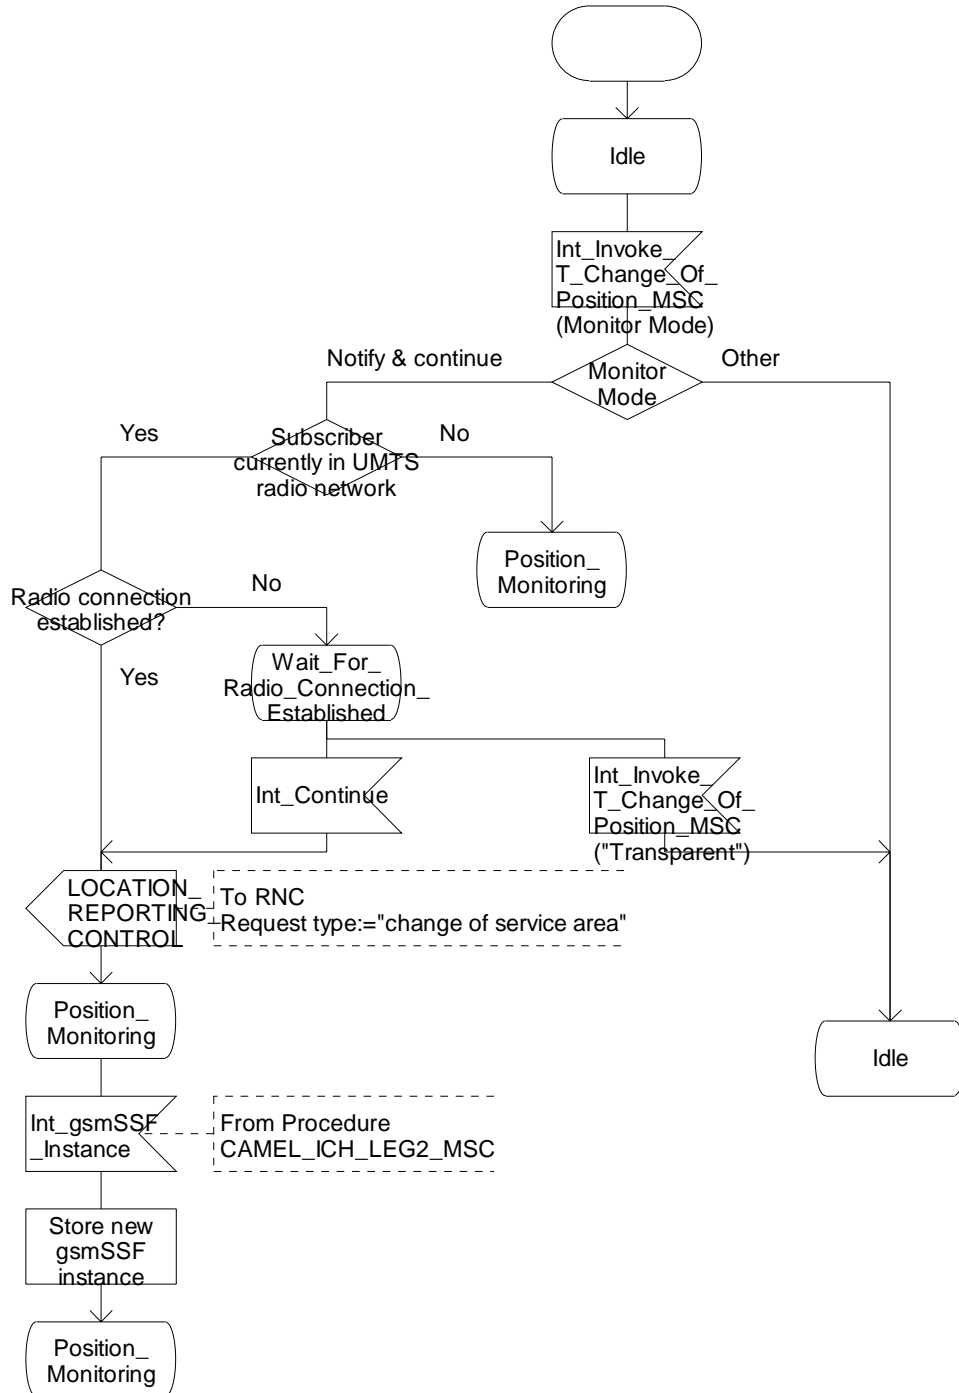 Idle
Int_Invoke_
T_Change_Of_
Position_MSC
(Monitor Mode)
Notify & continue
Monitor
Mode
Other
Yes
Subscriber
currently in UMTS
radio network
No
Position_
Monitoring
Radio connection
established?
No
Yes
Wait_For_
Radio_Connection_
Established
Int_Continue
Int_Invoke_
T_Change_Of_
Position_MSC
("Transparent")
LOCATION_
REPORTING_
CONTROL
To RNC
Request type:="change of service area"
Position_
Monitoring
Idle
Int_gsmSSF
_Instance
From Procedure
CAMEL_ICH_LEG2_MSC
Store new
gsmSSF
instance
Position_
Monitoring